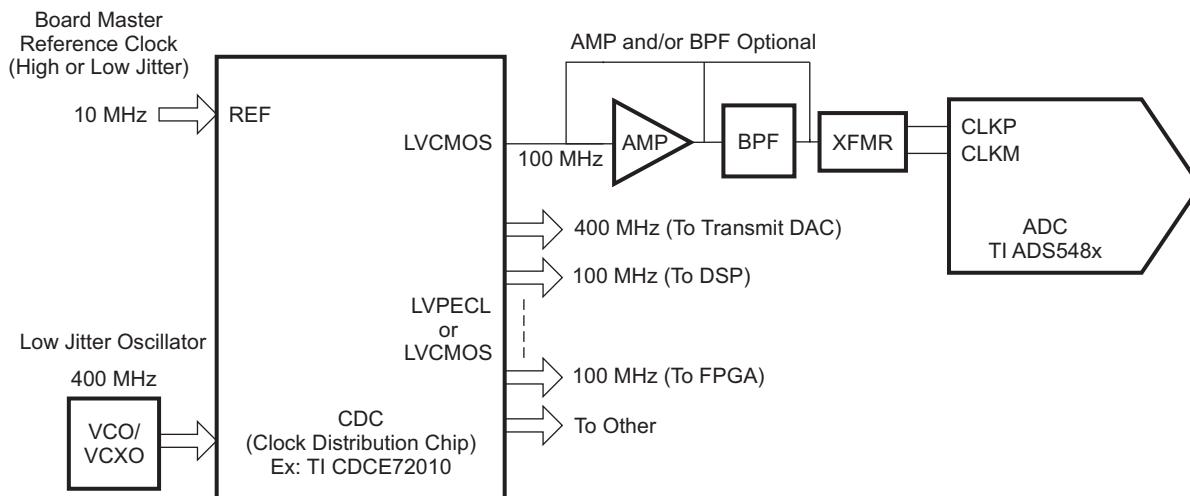 Board Master
Reference Clock
(High or Low Jitter)
10 MHz
REF
LVCMOS
100 MHz
AMP and/or BPF Optional
AMP
BPF
XFMR
CLKP
CLKM
ADC
TI ADS548x
400 MHz (To Transmit DAC)
100 MHz (To DSP)
LVPECL
or
LVCMOS
100 MHz (To FPGA)
To Other
Low Jitter Oscillator
400 MHz
VCO/
VCXO
CDC
(Clock Distribution Chip)
Ex: TI CDCE72010